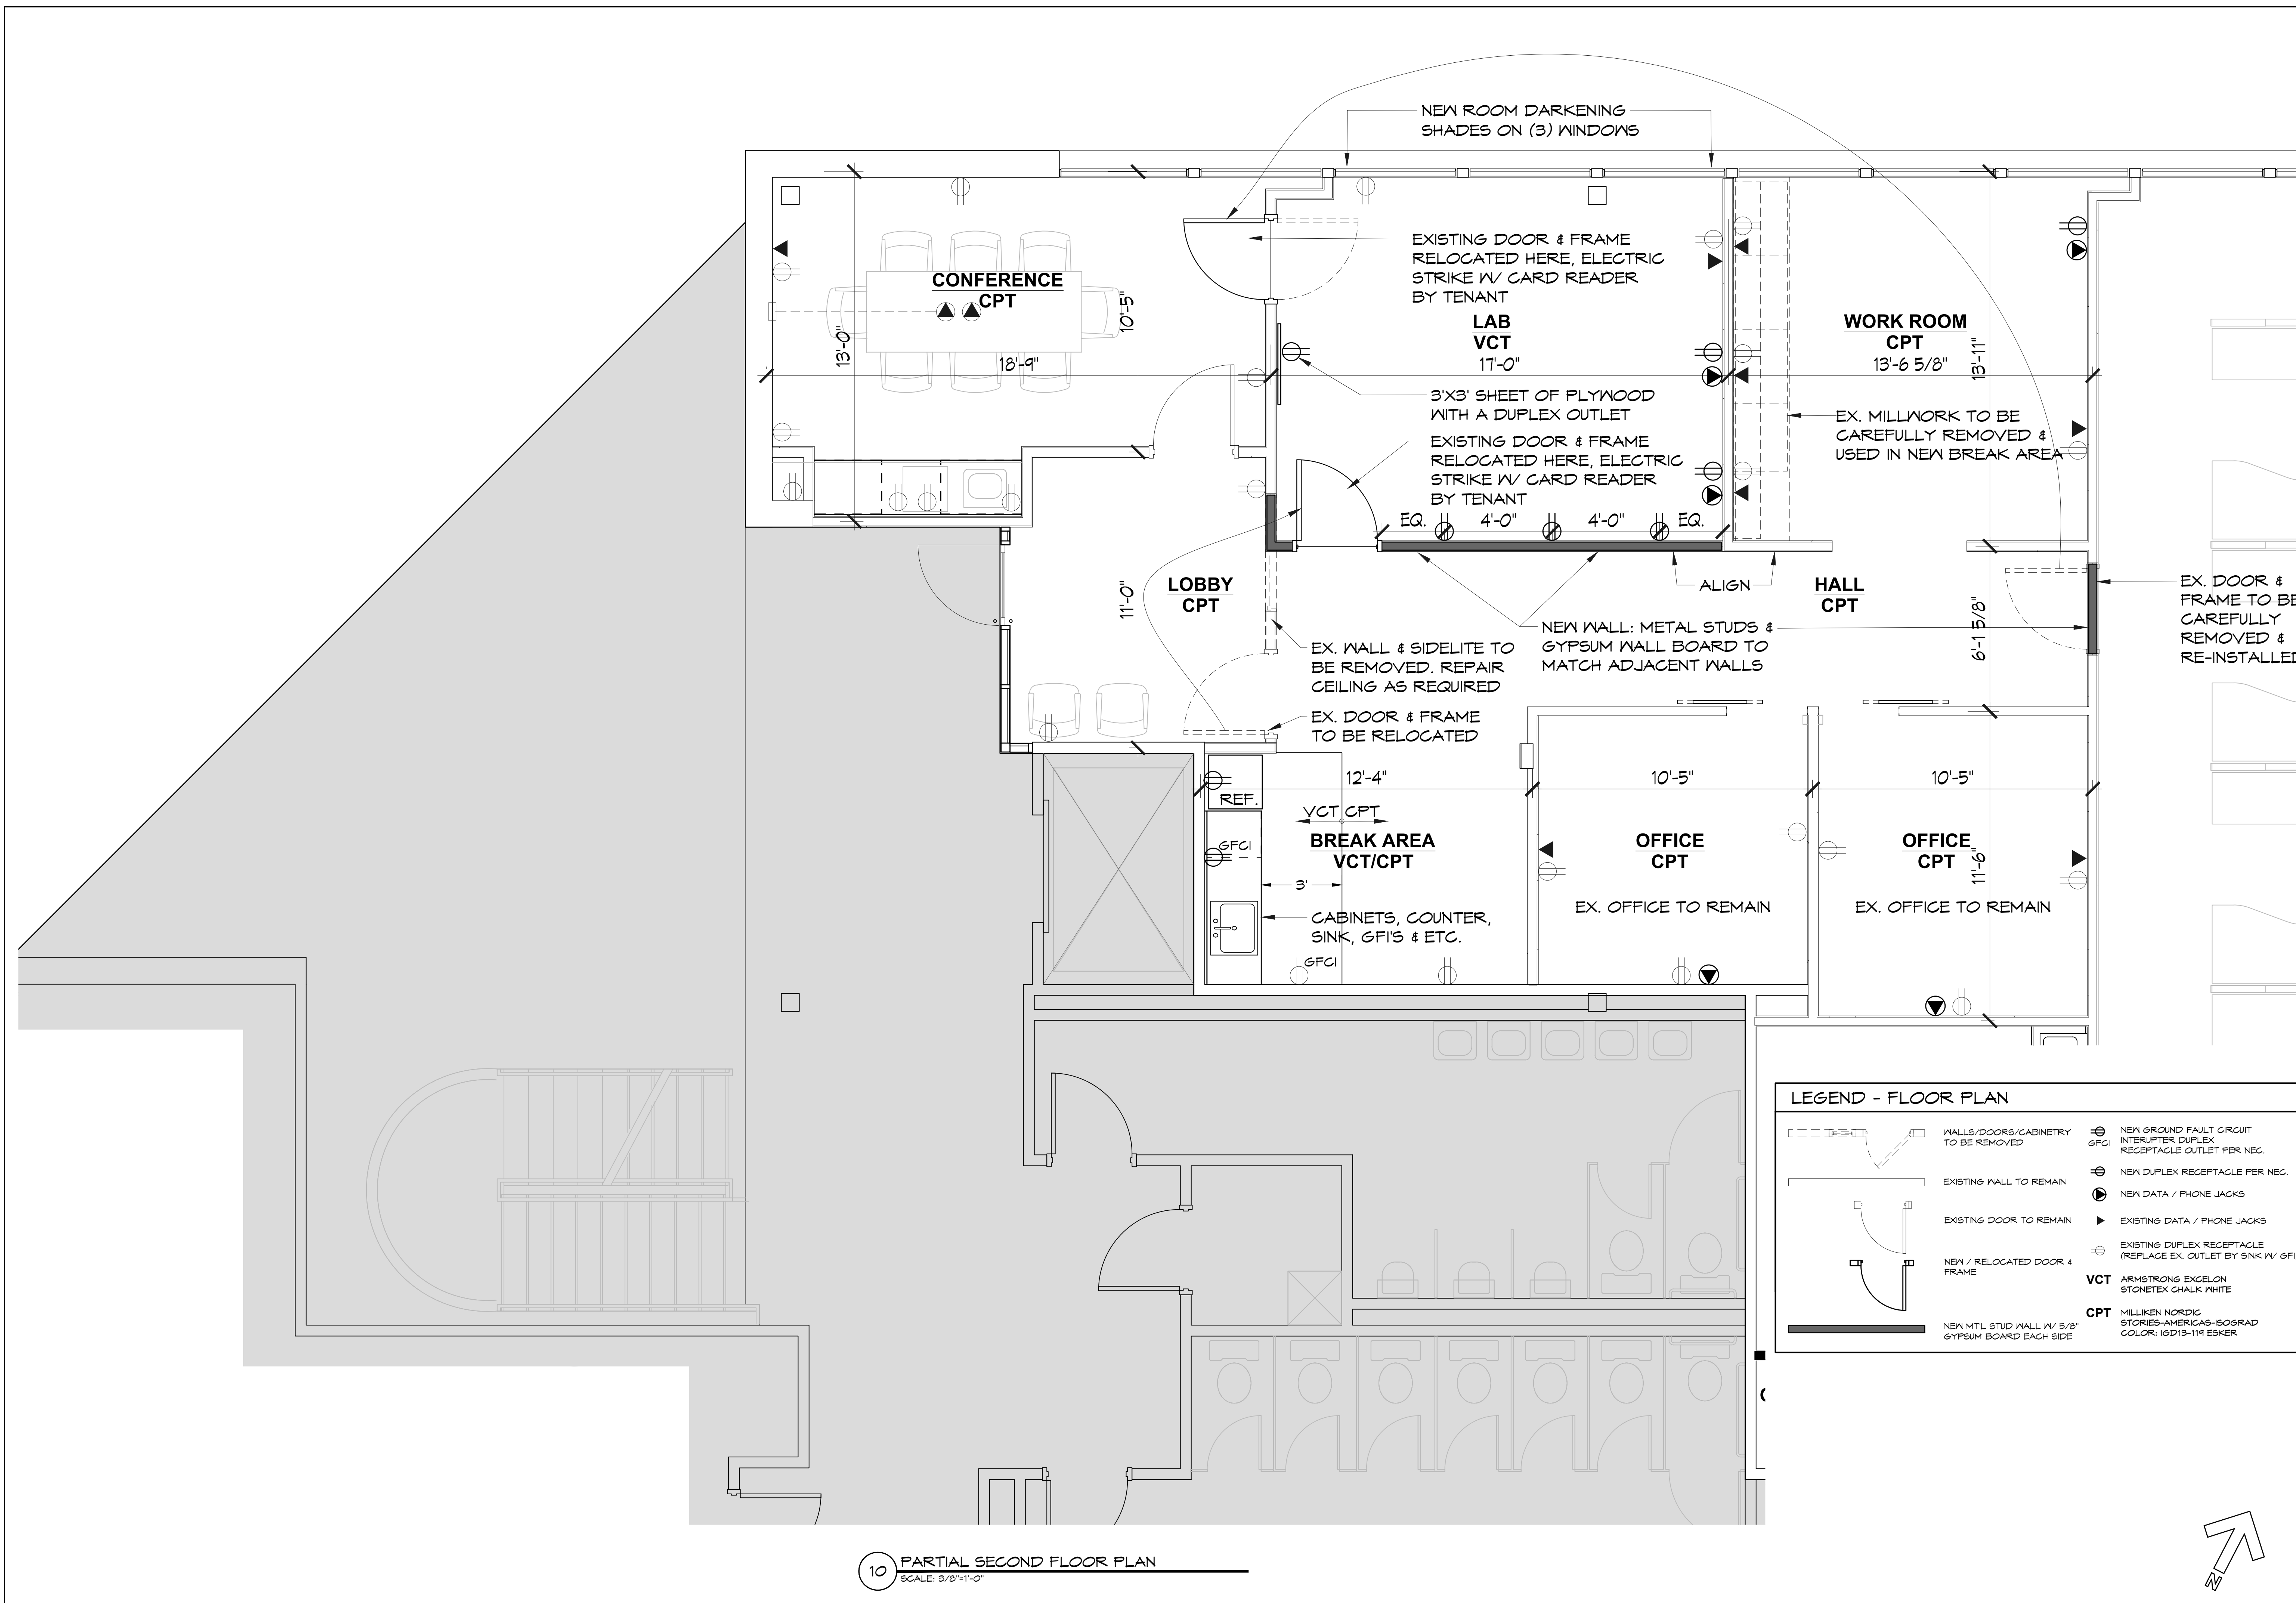 NEW ROOM DARKENING
SHADES ON (3) WINDOWS
EXISTING DOOR & FRAME
RELOCATED HERE, ELECTRIC
STRIKE W/ CARD READER
BY TENANT
CONFERENCE
CPT
10'-5"
13'-0"
18'-9"
LAB
VCT
17'-0"
WORK ROOM
CPT
13'-6 5/8"
13'-11"
3'X3' SHEET OF PLYWOOD
WITH A DUPLEX OUTLET
EXISTING DOOR & FRAME
RELOCATED HERE, ELECTRIC
STRIKE W/ CARD READER
BY TENANT
EX. MILLWORK TO BE
CAREFULLY REMOVED &
USED IN NEW BREAK AREA
EQ.
4'-0"
4'-0"
EQ.
LOBBY
CPT
11'-0"
ALIGN
HALL
CPT
6'-1 5/8"
EX. DOOR &
FRAME TO BE
CAREFULLY
REMOVED &
RE-INSTALLED
NEW WALL: METAL STUDS &
GYPSUM WALL BOARD TO
MATCH ADJACENT WALLS
EX. WALL & SIDELITE TO
BE REMOVED. REPAIR
CEILING AS REQUIRED
EX. DOOR & FRAME
TO BE RELOCATED
12'-4"
10'-5"
10'-5"
REF.
VCT CPT
GFCI
BREAK AREA
VCT/CPT
3'
OFFICE
CPT
EX. OFFICE TO REMAIN
OFFICE
CPT
11'-6"
EX. OFFICE TO REMAIN
CABINETS, COUNTER,
SINK, GFI'S & ETC.
GFCI
LEGEND - FLOOR PLAN
WALLS/DOORS/CABINETRY
TO BE REMOVED
EXISTING WALL TO REMAIN
EXISTING DOOR TO REMAIN
NEW / RELOCATED DOOR &
FRAME
NEW MT'L STUD WALL W/ 5/8"
GYPSUM BOARD EACH SIDE
GFCI
NEW GROUND FAULT CIRCUIT
INTERUPTER DUPLEX
RECEPTACLE OUTLET PER NEC.
NEW DUPLEX RECEPTACLE PER NEC.
NEW DATA / PHONE JACKS
EXISTING DATA / PHONE JACKS
EXISTING DUPLEX RECEPTACLE
(REPLACE EX. OUTLET BY SINK W/ GFI
VCT
ARMSTRONG EXCELON
STONETEX CHALK WHITE
CPT
MILLIKEN NORDIC
STORIES-AMERICAS-ISOGRAD
COLOR: IGD13-119 ESKER
10
PARTIAL SECOND FLOOR PLAN
SCALE: 3/8"=1'-0"
N